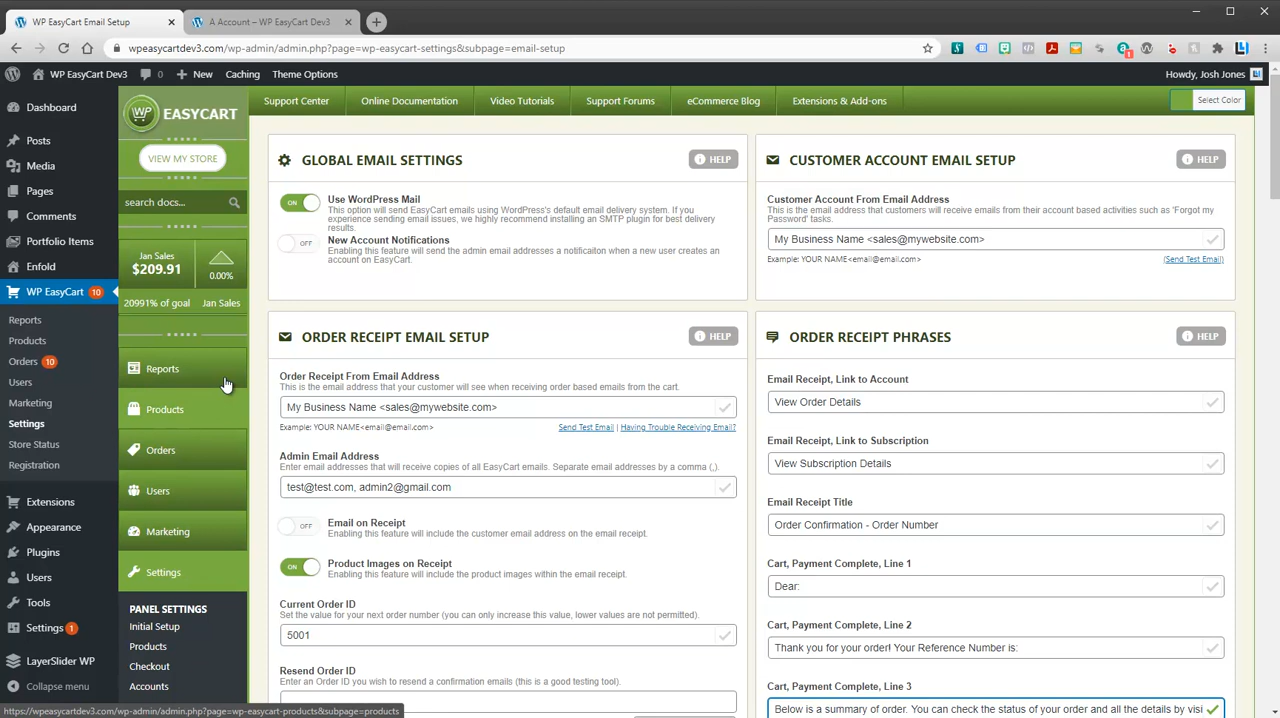 WP EasyCart Email Setup
A Account – WP EasyCart Dev3
wpeasycartdev3.com/wp-admin/admin.php?page=wp-easycart-settings&subpage=email-setup
WP EasyCart Dev3
0
New
Caching
Theme Options
Howdy, Josh Jones
Dashboard
Posts
Media
Pages
Comments
Portfolio Items
Enfold
WP EasyCart 10
Reports
Products
Orders 10
Users
Marketing
Settings
Store Status
Registration
Extensions
Appearance
Plugins
Users
Tools
Settings 1
LayerSlider WP
Collapse menu
WP EASYCART
VIEW MY STORE
search docs...
Jan Sales
$209.91
0.00%
20991% of goal
Jan Sales
Reports
Products
Orders
Users
Marketing
Settings
PANEL SETTINGS
Initial Setup
Products
Checkout
Accounts
Support Center
Online Documentation
Video Tutorials
Support Forums
eCommerce Blog
Extensions & Add-ons
Select Color
GLOBAL EMAIL SETTINGS
HELP
ON
Use WordPress Mail
This option will send EasyCart emails using WordPress's default email delivery system. If you
experience sending email issues, we highly recommend installing an SMTP plugin for best delivery
results.
OFF
New Account Notifications
Enabling this feature will send the admin email addresses a notificaiton when a new user creates an
account on EasyCart.
CUSTOMER ACCOUNT EMAIL SETUP
HELP
Customer Account From Email Address
This is the email address that customers will receive emails from their account based activities such as 'Forgot my
Password' tasks.
My Business Name <sales@mywebsite.com>
Example: YOUR NAME<email@email.com>
(Send Test Email)
ORDER RECEIPT EMAIL SETUP
HELP
Order Receipt From Email Address
This is the email address that your customer will see when receiving order based emails from the cart.
My Business Name <sales@mywebsite.com>
Example: YOUR NAME<email@email.com>
Send Test Email | Having Trouble Receiving Email?
Admin Email Address
Enter email addresses that will receive copies of all EasyCart emails. Separate email addresses by a comma (,).
test@test.com, admin2@gmail.com
OFF
Email on Receipt
Enabling this feature will include the customer email address on the email receipt.
ON
Product Images on Receipt
Enabling this feature will include the product images within the email receipt.
Current Order ID
Set the value for your next order number (you can only increase this value, lower values are not permitted).
5001
Resend Order ID
Enter an Order ID you wish to resend a confirmation emails (this is a good testing tool).
ORDER RECEIPT PHRASES
HELP
Email Receipt, Link to Account
View Order Details
Email Receipt, Link to Subscription
View Subscription Details
Email Receipt Title
Order Confirmation - Order Number
Cart, Payment Complete, Line 1
Dear:
Cart, Payment Complete, Line 2
Thank you for your order! Your Reference Number is:
Cart, Payment Complete, Line 3
Below is a summary of order. You can check the status of your order and all the details by visi
https://wpeasycartdev3.com/wp-admin/admin.php?page=wp-easycart-products&subpage=products